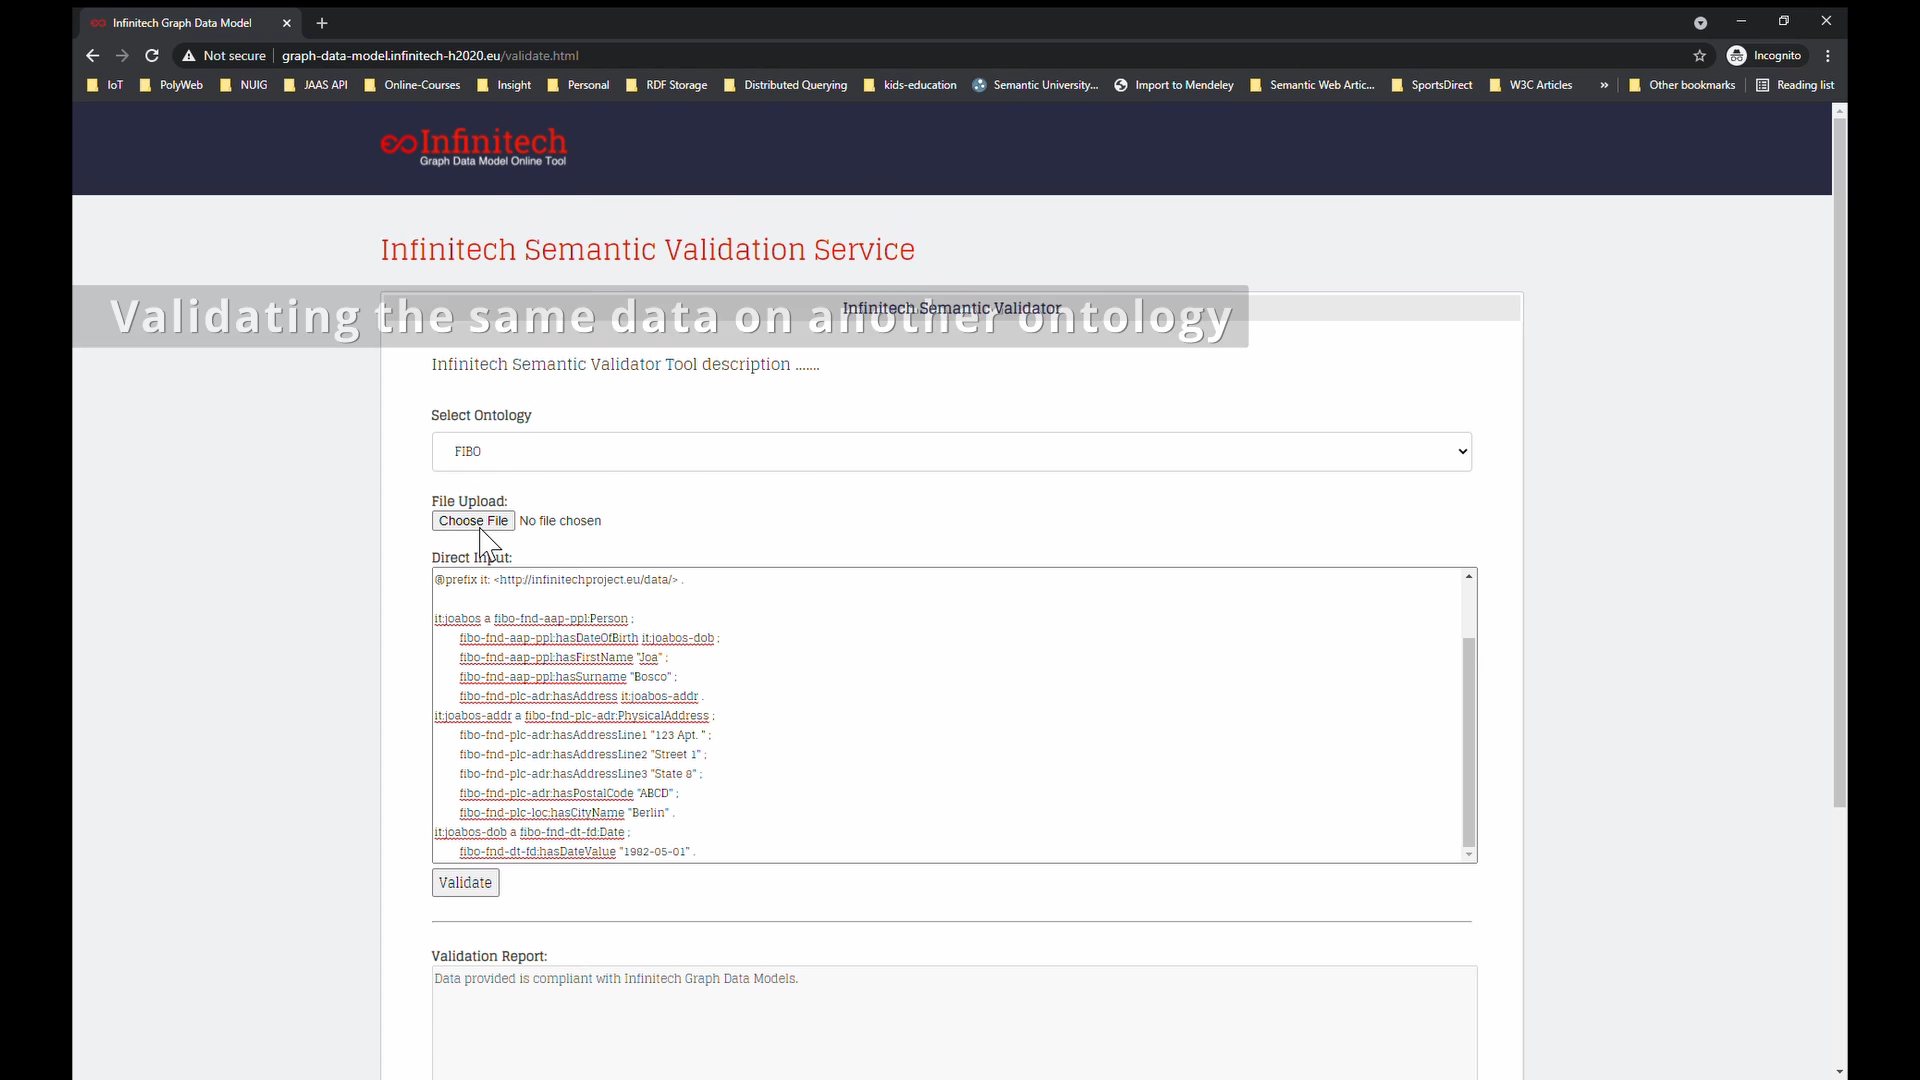 Infinitech Graph Data Model
Not secure graph-data-model.infinitech-h2020.eu/validate.html Incognito
IoT PolyWeb NUIG JAAS API Online-Courses Insight Personal RDF Storage Distributed Querying kids-education Semantic University... Import to Mendeley Semantic Web Artic... SportsDirect W3C Articles » Other bookmarks Reading list
Infinitech
Graph Data Model Online Tool
Infinitech Semantic Validation Service
Infinitech Semantic Validator
Validating the same data on another ontology
Infinitech Semantic Validator Tool description .......
Select Ontology
FIBO
File Upload:
Choose File No file chosen
Direct Input:
@prefix it: <http://infinitechproject.eu/data/> .
it:joabos a fibo-fnd-aap-ppl:Person ;
fibo-fnd-aap-ppl:hasDateOfBirth it:joabos-dob ;
fibo-fnd-aap-ppl:hasFirstName "Joa" ;
fibo-fnd-aap-ppl:hasSurname "Bosco" ;
fibo-fnd-plc-adr:hasAddress it:joabos-addr .
it:joabos-addr a fibo-fnd-plc-adr:PhysicalAddress ;
fibo-fnd-plc-adr:hasAddressLine1 "123 Apt. " ;
fibo-fnd-plc-adr:hasAddressLine2 "Street 1" ;
fibo-fnd-plc-adr:hasAddressLine3 "State 8" ;
fibo-fnd-plc-adr:hasPostalCode "ABCD" ;
fibo-fnd-plc-loc:hasCityName "Berlin" .
it:joabos-dob a fibo-fnd-dt-fd:Date ;
fibo-fnd-dt-fd:hasDateValue "1982-05-01" .
Validate
Validation Report:
Data provided is compliant with Infinitech Graph Data Models.